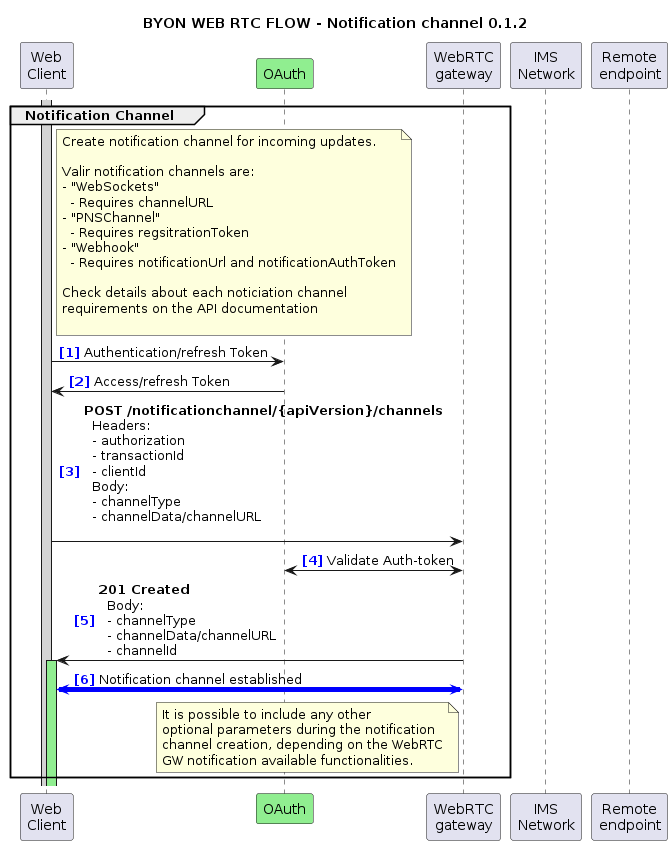 BYON WEB RTC FLOW - Notification channel 0.1.2
Web
Client
OAuth
WebRTC
gateway
IMS
Network
Remote
endpoint
Notification Channel
Create notification channel for incoming updates.
Valir notification channels are:
- "WebSockets"
- Requires channelURL
- "PNSChannel"
- Requires regsitrationToken
- "Webhook"
- Requires notificationUrl and notificationAuthToken
Check details about each noticiation channel
requirements on the API documentation
[1] Authentication/refresh Token
[2] Access/refresh Token
POST /notificationchannel/{apiVersion}/channels
Headers:
- authorization
- transactionId
[3] - clientId
Body:
- channelType
- channelData/channelURL
[4] Validate Auth-token
201 Created
Body:
[5] - channelType
- channelData/channelURL
- channelId
[6] Notification channel established
It is possible to include any other
optional parameters during the notification
channel creation, depending on the WebRTC
GW notification available functionalities.
Web
Client
OAuth
WebRTC
gateway
IMS
Network
Remote
endpoint